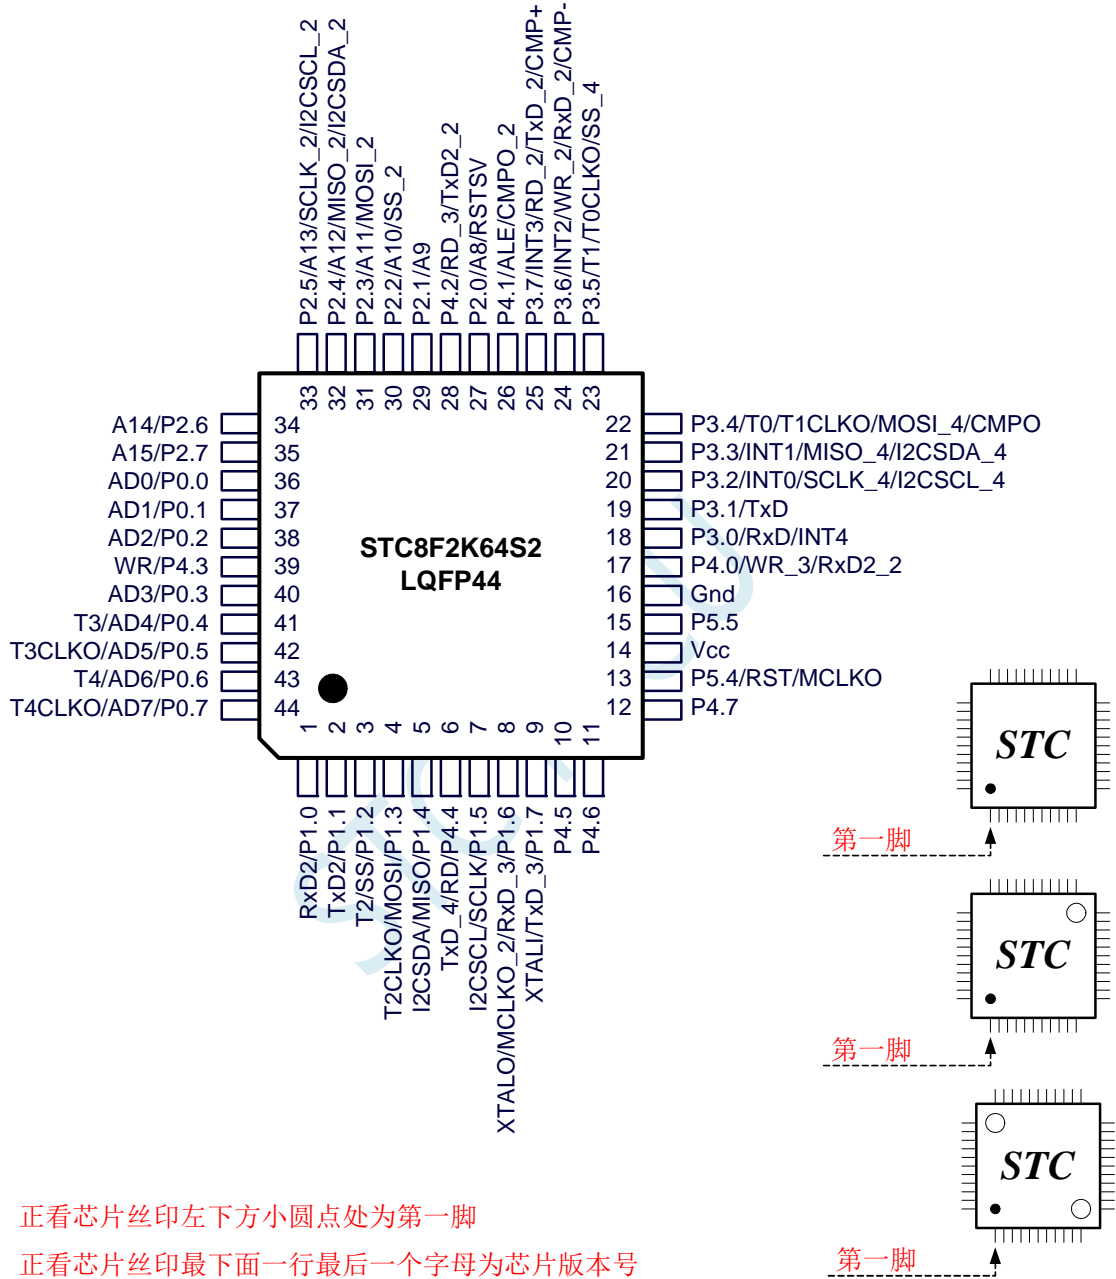 P2.5/A13/SCLK_2/I2CSCL_2
P2.4/A12/MISO_2/I2CSDA_2
P2.3/A11/MOSI_2
P2.2/A10/SS_2
P2.1/A9
P4.2/RD_3/TxD2_2
P2.0/A8/RSTSV
P4.1/ALE/CMPO_2
P3.7/INT3/RD_2/TxD_2/CMP+
P3.6/INT2/WR_2/RxD_2/CMP-
P3.5/T1/T0CLKO/SS_4
33
32
31
30
29
28
27
26
25
24
23
A14/P2.6 34
A15/P2.7 35
AD0/P0.0 36
AD1/P0.1 37
AD2/P0.2 38
WR/P4.3 39
AD3/P0.3 40
T3/AD4/P0.4 41
T3CLKO/AD5/P0.5 42
T4/AD6/P0.6 43
T4CLKO/AD7/P0.7 44
STC8F2K64S2
LQFP44
22 P3.4/T0/T1CLKO/MOSI_4/CMPO
21 P3.3/INT1/MISO_4/I2CSDA_4
20 P3.2/INT0/SCLK_4/I2CSCL_4
19 P3.1/TxD
18 P3.0/RxD/INT4
17 P4.0/WR_3/RxD2_2
16 Gnd
15 P5.5
14 Vcc
13 P5.4/RST/MCLKO
12 P4.7
1
2
3
4
5
6
7
8
9
10
11
RxD2/P1.0
TxD2/P1.1
T2/SS/P1.2
T2CLKO/MOSI/P1.3
I2CSDA/MISO/P1.4
TxD_4/RD/P4.4
I2CSCL/SCLK/P1.5
XTALO/MCLKO_2/RxD_3/P1.6
XTALI/TxD_3/P1.7
P4.5
P4.6
STC
第一脚
STC
第一脚
STC
第一脚
正看芯片丝印左下方小圆点处为第一脚
正看芯片丝印最下面一行最后一个字母为芯片版本号